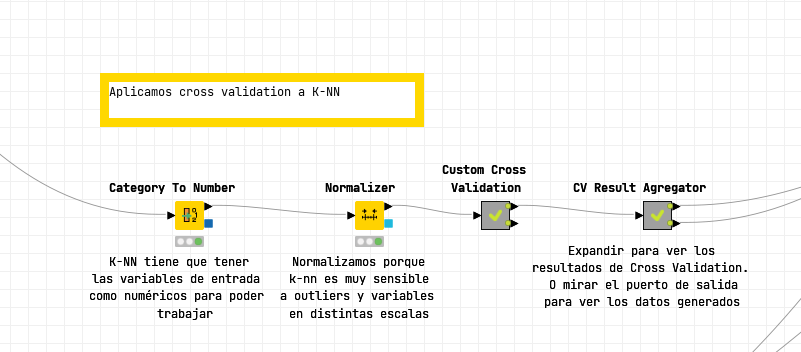 Aplicamos cross validation a K-NN
Custom Cross
Validation
Category To Number
Normalizer
CV Result Agregator
K-NN tiene que tener
las variables de entrada
como numéricos para poder
trabajar
Normalizamos porque
k-nn es muy sensible
a outliers y variables
en distintas escalas
Expandir para ver los
resultados de Cross Validation.
O mirar el puerto de salida
para ver los datos generados